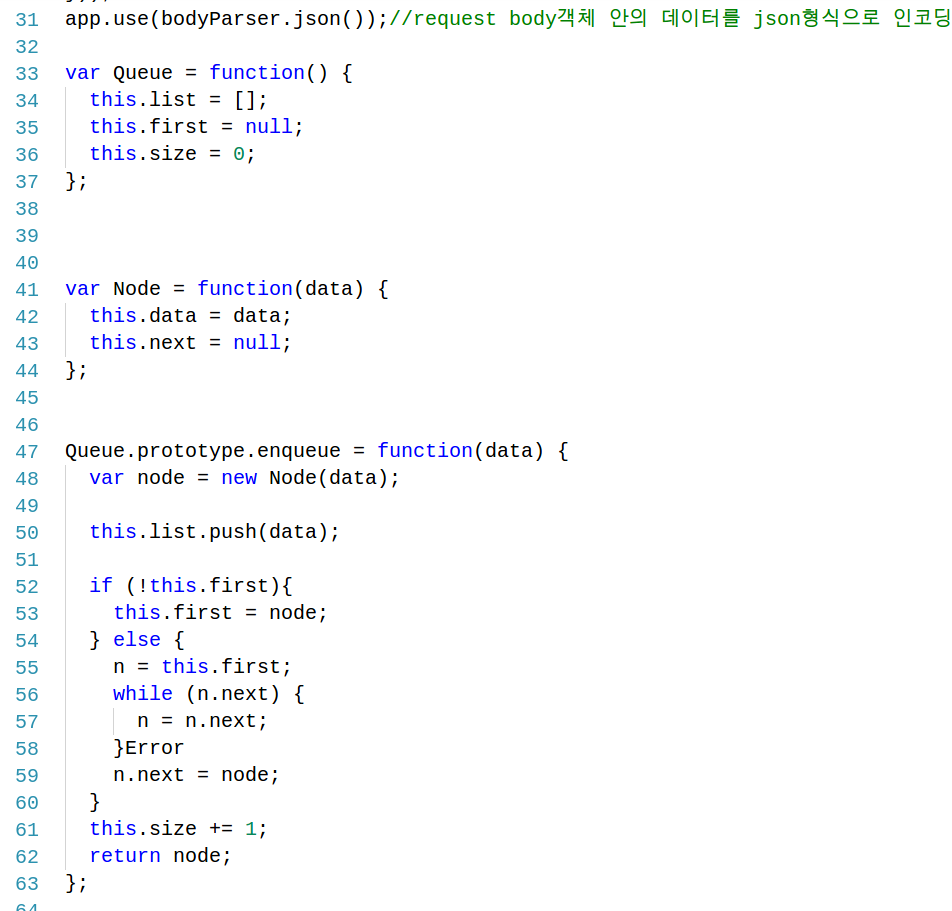 31 app.use(bodyParser.json());//request body객체 안의 데이터를 json형식으로 인코딩
32
33 var Queue = function() {
34   this.list = [];
35   this.first = null;
36   this.size = 0;
37 };
38
39
40
41 var Node = function(data) {
42   this.data = data;
43   this.next = null;
44 };
45
46
47 Queue.prototype.enqueue = function(data) {
48   var node = new Node(data);
49
50   this.list.push(data);
51
52   if (!this.first){
53     this.first = node;
54   } else {
55     n = this.first;
56     while (n.next) {
57       n = n.next;
58     }Error
59     n.next = node;
60   }
61   this.size += 1;
62   return node;
63 };
64